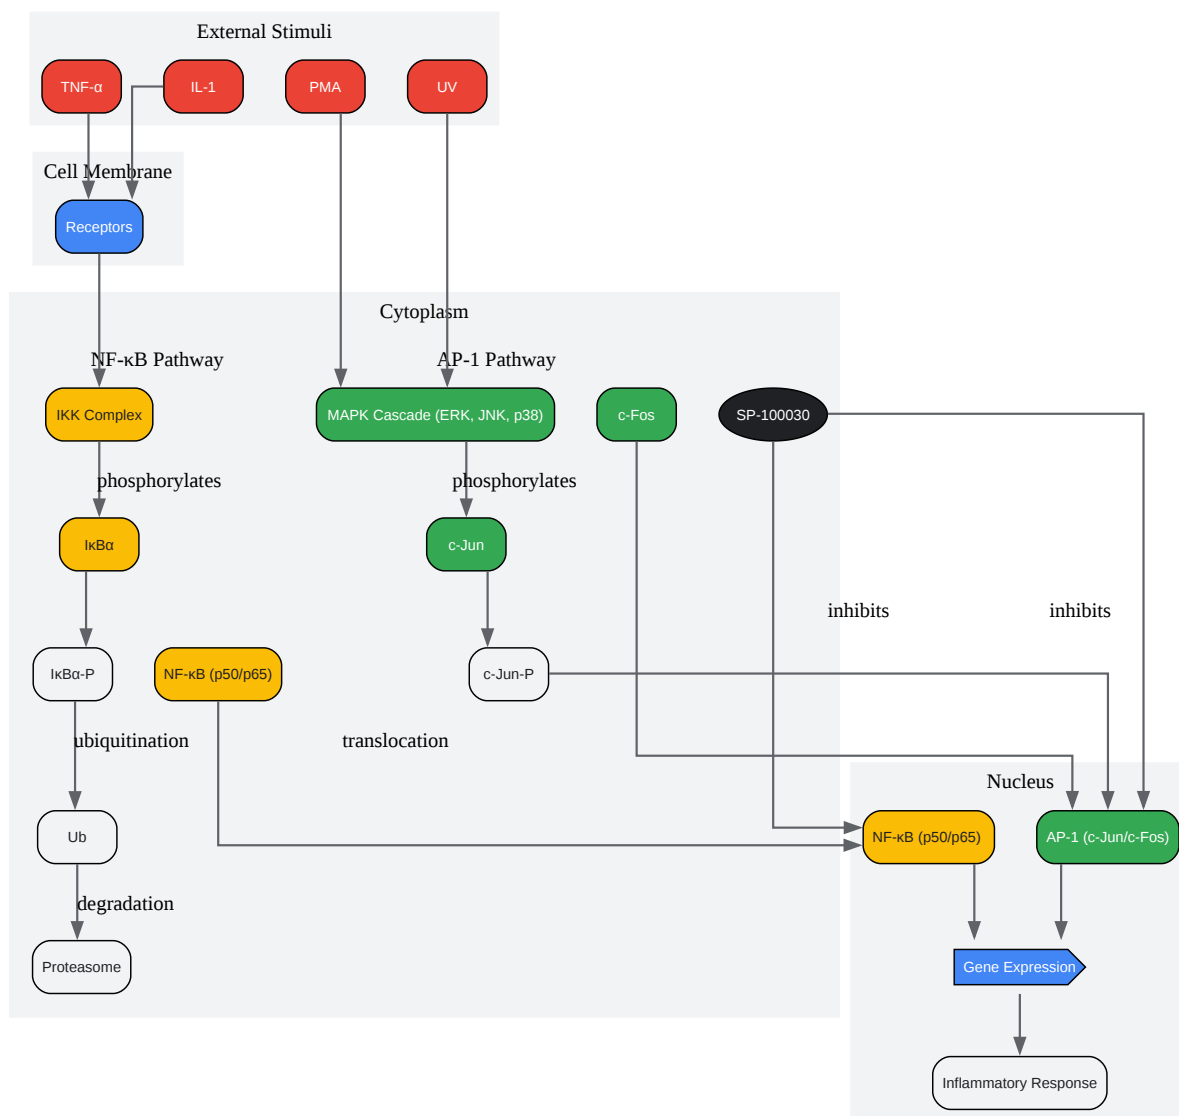 External Stimuli
TNF-α
IL-1
PMA
UV
Cell Membrane
Receptors
Cytoplasm
NF-κB Pathway
AP-1 Pathway
IKK Complex
MAPK Cascade (ERK, JNK, p38)
c-Fos
SP-100030
phosphorylates
phosphorylates
IκBα
c-Jun
inhibits
inhibits
IκBα-P
NF-κB (p50/p65)
c-Jun-P
ubiquitination
translocation
Nucleus
Ub
NF-κB (p50/p65)
AP-1 (c-Jun/c-Fos)
degradation
Proteasome
Gene Expression
Inflammatory Response